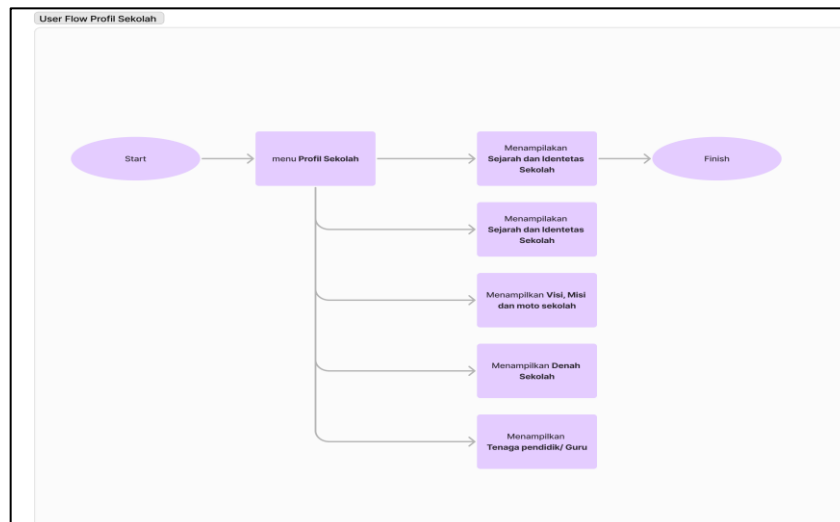 User Flow Profil Sekolah
Start
menu Profil Sekolah
Menampilakan
Sejarah dan Identetas
Sekolah
Finish
Menampilakan
Sejarah dan Identetas
Sekolah
Menampilkan Visi, Misi
dan moto sekolah
Menampilkan Denah
Sekolah
Menampilkan
Tenaga pendidik/ Guru